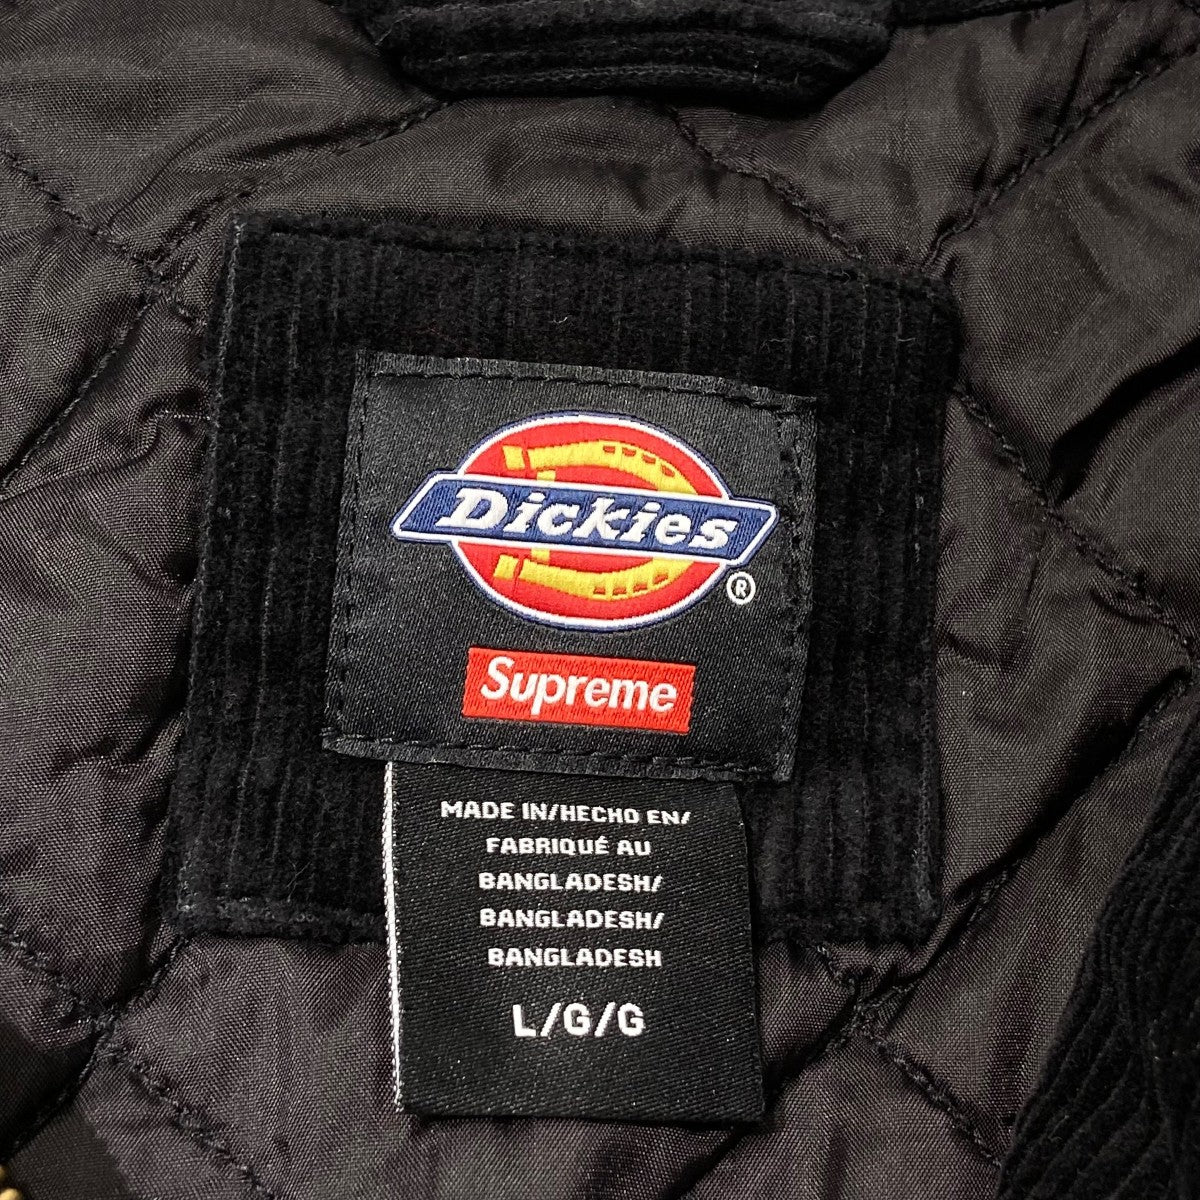 Dickies
®
Supreme
MADE IN/HECHO EN/
FABRIQUÉ AU
BANGLADESH/
BANGLADESH/
BANGLADESH
L/G/G